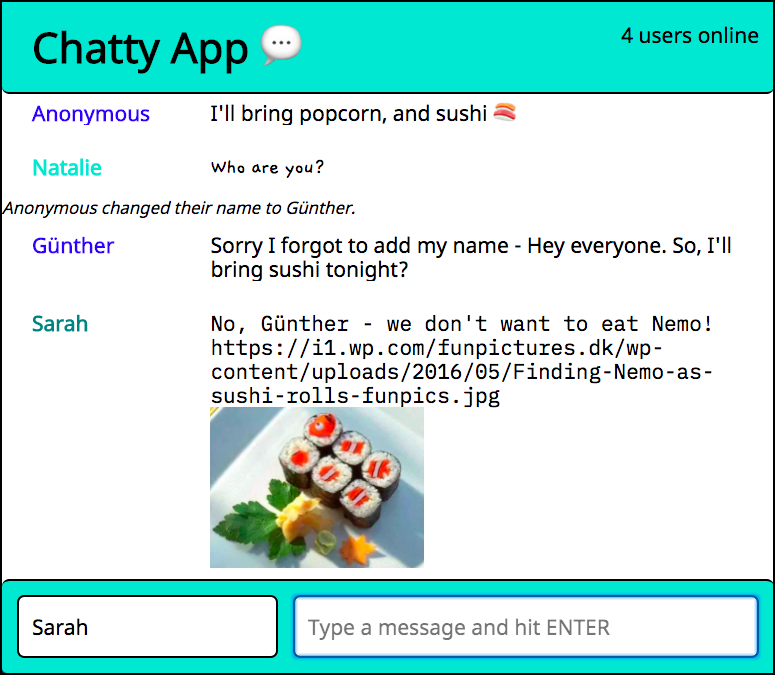 Chatty App 💬
4 users online
Anonymous
I'll bring popcorn, and sushi 🍣
Natalie
Who are you?
Anonymous changed their name to Günther.
Günther
Sorry I forgot to add my name - Hey everyone. So, I'll
bring sushi tonight?
Sarah
No, Günther - we don't want to eat Nemo!
https://i1.wp.com/funpictures.dk/wp-
content/uploads/2016/05/Finding-Nemo-as-
sushi-rolls-funpics.jpg
Sarah
Type a message and hit ENTER